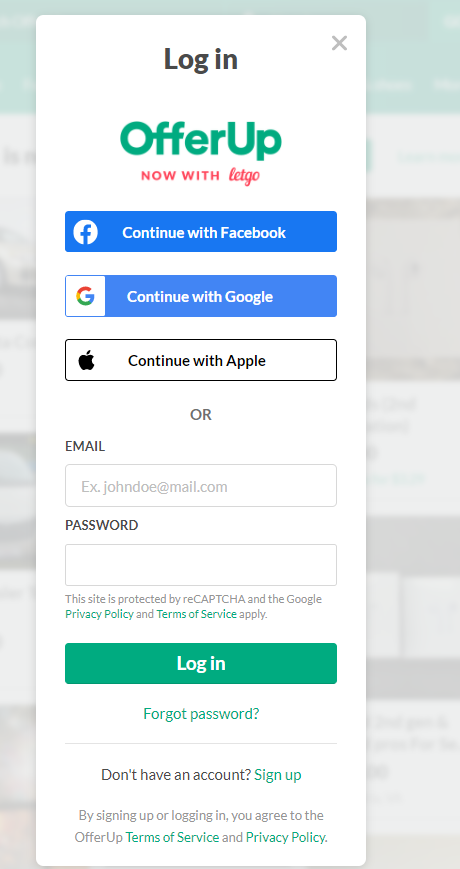 Log in
OfferUp
NOW WITH letgo
Continue with Facebook
Continue with Google
Continue with Apple
OR
EMAIL
Ex. johndoe@mail.com
PASSWORD
This site is protected by reCAPTCHA and the Google
Privacy Policy and Terms of Service apply.
Log in
Forgot password?
Don't have an account? Sign up
By signing up or logging in, you agree to the
OfferUp Terms of Service and Privacy Policy.